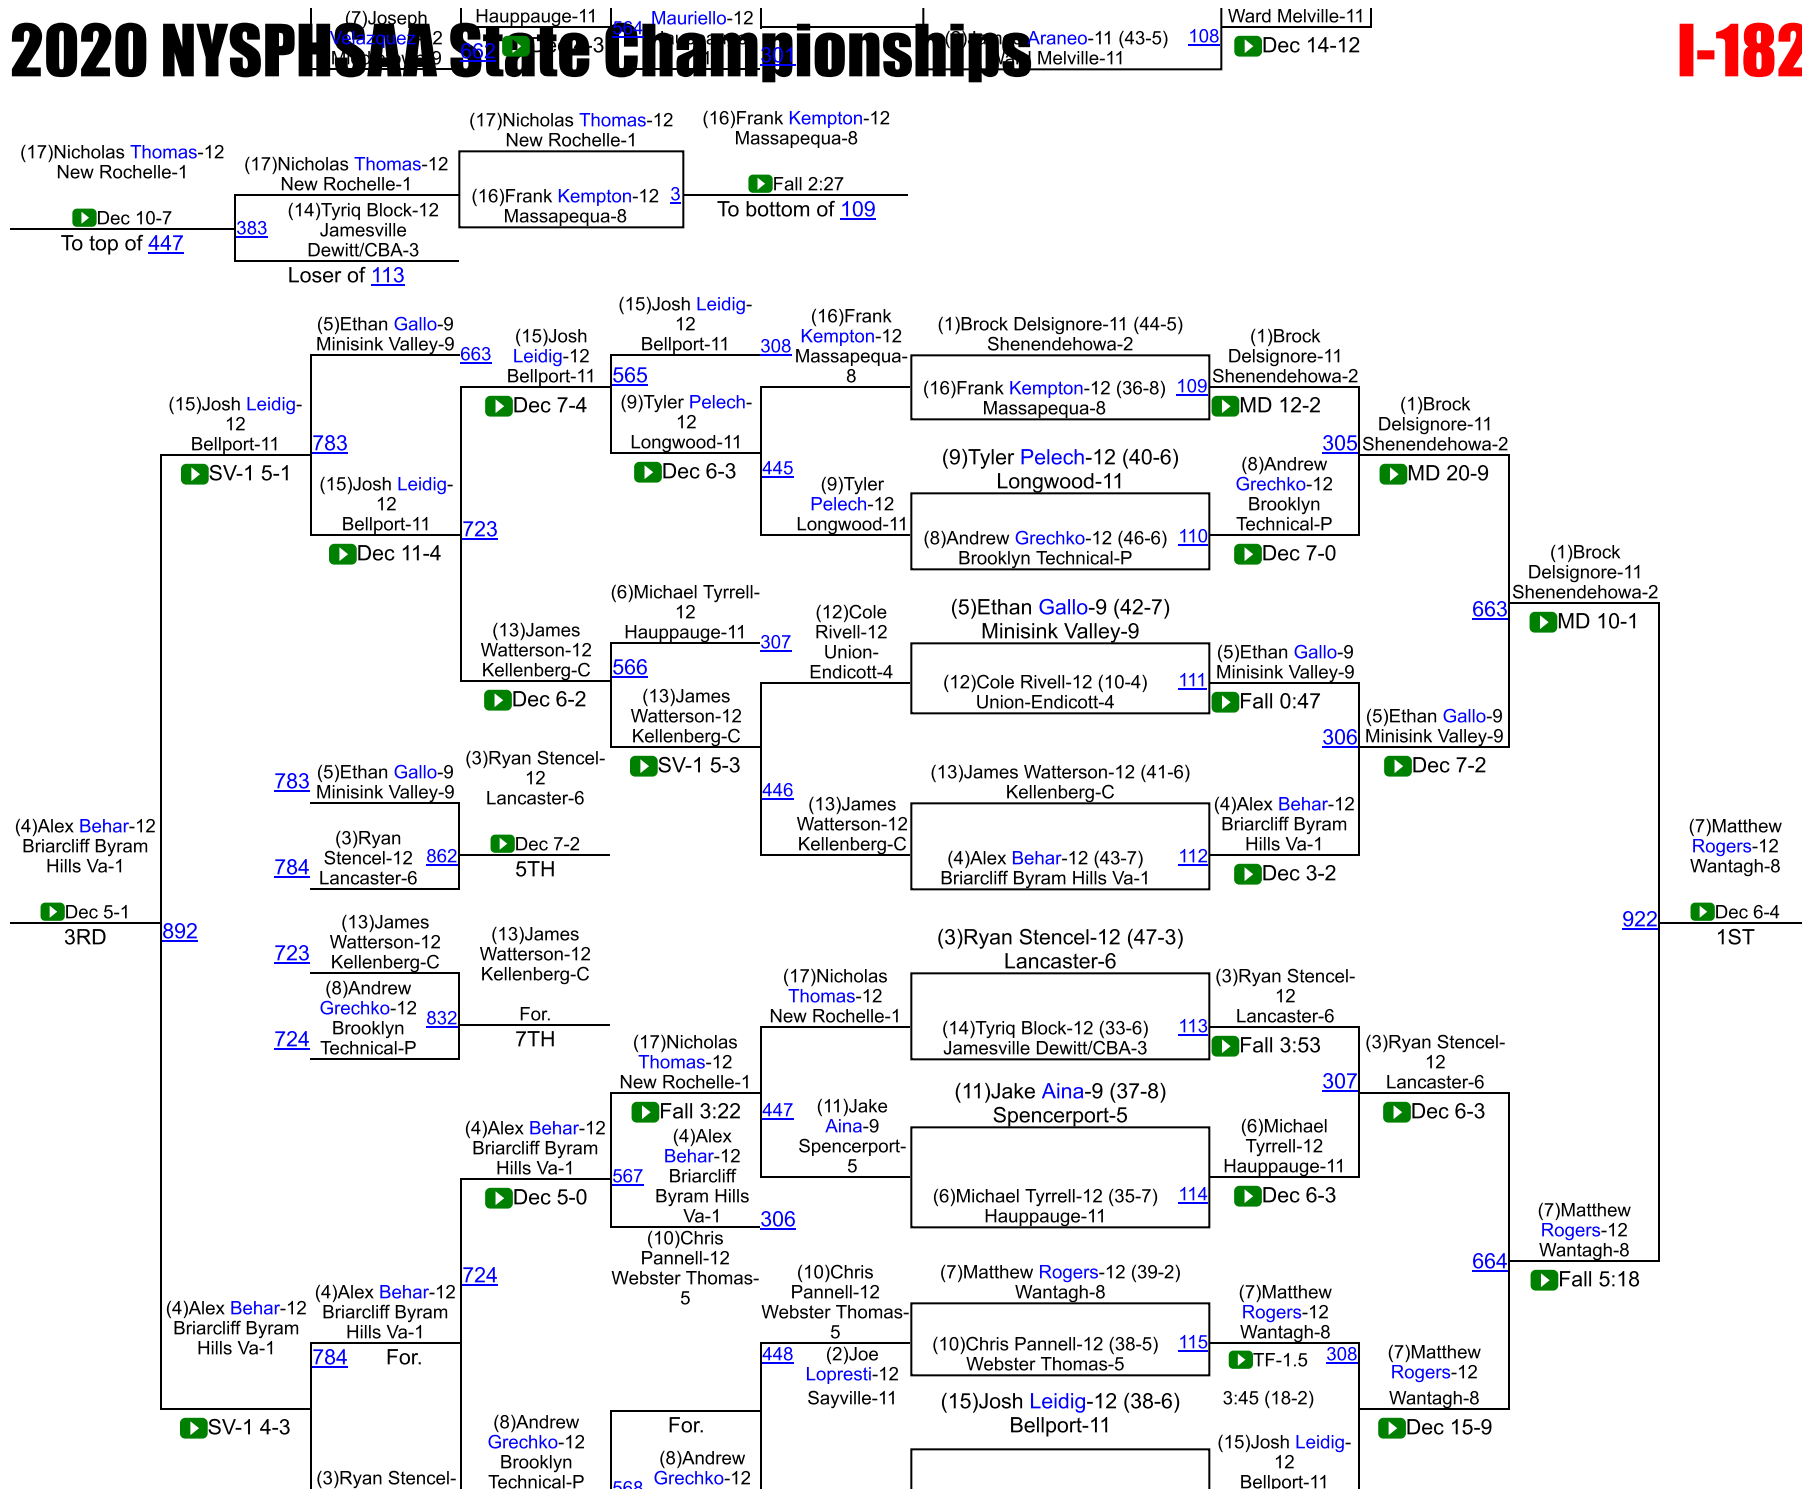 (7)Joseph
Hauppauge-11
Mauriello-12
Ward Melville-11
2020 NYSPHSAA State Championships
I-182
Velazquez-12
662
564
301
Araneo-11 (43-5)
Ward Melville-11
108
Dec 14-12
(17)Nicholas Thomas-12
New Rochelle-1
Dec 10-7
To top of 447
(17)Nicholas Thomas-12
New Rochelle-1
383
(14)Tyriq Block-12
Jamesville
Dewitt/CBA-3
Loser of 113
(17)Nicholas Thomas-12
New Rochelle-1
(16)Frank Kempton-12
Massapequa-8
3
(16)Frank Kempton-12
Massapequa-8
Fall 2:27
To bottom of 109
(5)Ethan Gallo-9
Minisink Valley-9
663
(15)Josh Leidig-
12
Bellport-11
SV-1 5-1
783
(15)Josh Leidig-
12
Bellport-11
Dec 11-4
(15)Josh
Leidig-12
Bellport-11
Dec 7-4
723
(15)Josh Leidig-
12
Bellport-11
308
565
(9)Tyler Pelech-
12
Longwood-11
Dec 6-3
(16)Frank
Kempton-12
Massapequa-
8
445
(9)Tyler
Pelech-12
Longwood-11
(1)Brock Delsignore-11 (44-5)
Shenendehowa-2
(16)Frank Kempton-12 (36-8)
Massapequa-8
109
(1)Brock
Delsignore-11
Shenendehowa-2
MD 12-2
(9)Tyler Pelech-12 (40-6)
Longwood-11
(8)Andrew Grechko-12 (46-6)
Brooklyn Technical-P
110
305
(8)Andrew
Grechko-12
Brooklyn
Technical-P
Dec 7-0
(1)Brock
Delsignore-11
Shenendehowa-2
MD 20-9
(1)Brock
Delsignore-11
Shenendehowa-2
663
MD 10-1
(13)James
Watterson-12
Kellenberg-C
Dec 6-2
(6)Michael Tyrrell-
12
Hauppauge-11
307
566
(13)James
Watterson-12
Kellenberg-C
SV-1 5-3
(12)Cole
Rivell-12
Union-
Endicott-4
446
(13)James
Watterson-12
Kellenberg-C
(5)Ethan Gallo-9 (42-7)
Minisink Valley-9
(12)Cole Rivell-12 (10-4)
Union-Endicott-4
111
(5)Ethan Gallo-9
Minisink Valley-9
Fall 0:47
306
(5)Ethan Gallo-9
Minisink Valley-9
Dec 7-2
(13)James Watterson-12 (41-6)
Kellenberg-C
(4)Alex Behar-12 (43-7)
Briarcliff Byram Hills Va-1
112
(4)Alex Behar-12
Briarcliff Byram
Hills Va-1
Dec 3-2
783
(5)Ethan Gallo-9
Minisink Valley-9
784
(3)Ryan
Stencel-12
Lancaster-6
862
(3)Ryan Stencel-
12
Lancaster-6
Dec 7-2
5TH
(4)Alex Behar-12
Briarcliff Byram
Hills Va-1
Dec 5-1
3RD
892
723
(13)James
Watterson-12
Kellenberg-C
724
(8)Andrew
Grechko-12
Brooklyn
Technical-P
832
(13)James
Watterson-12
Kellenberg-C
For.
7TH
(7)Matthew
Rogers-12
Wantagh-8
922
Dec 6-4
1ST
(17)Nicholas
Thomas-12
New Rochelle-1
Fall 3:22
(17)Nicholas
Thomas-12
New Rochelle-1
447
(11)Jake
Aina-9
Spencerport-
5
(3)Ryan Stencel-12 (47-3)
Lancaster-6
(14)Tyriq Block-12 (33-6)
Jamesville Dewitt/CBA-3
113
(3)Ryan Stencel-
12
Lancaster-6
Fall 3:53
307
(3)Ryan Stencel-
12
Lancaster-6
Dec 6-3
(11)Jake Aina-9 (37-8)
Spencerport-5
(6)Michael Tyrrell-12 (35-7)
Hauppauge-11
114
(6)Michael
Tyrrell-12
Hauppauge-11
Dec 6-3
(4)Alex Behar-12
Briarcliff Byram
Hills Va-1
Dec 5-0
567
(4)Alex
Behar-12
Briarcliff
Byram Hills
Va-1
306
(10)Chris
Pannell-12
Webster Thomas-
5
724
(4)Alex Behar-12
Briarcliff Byram
Hills Va-1
SV-1 4-3
(4)Alex Behar-12
Briarcliff Byram
Hills Va-1
784
For.
(10)Chris
Pannell-12
Webster Thomas-
5
448
(2)Joe
Lopresti-12
Sayville-11
(7)Matthew Rogers-12 (39-2)
Wantagh-8
(10)Chris Pannell-12 (38-5)
Webster Thomas-5
115
(7)Matthew
Rogers-12
Wantagh-8
TF-1.5
308
3:45 (18-2)
(7)Matthew
Rogers-12
Wantagh-8
Dec 15-9
664
(7)Matthew
Rogers-12
Wantagh-8
Fall 5:18
(15)Josh Leidig-12 (38-6)
Bellport-11
(15)Josh Leidig-
12
Bellport-11
(3)Ryan Stencel-
(8)Andrew
Grechko-12
Brooklyn
Technical-P
For.
568
(8)Andrew
Grechko-12